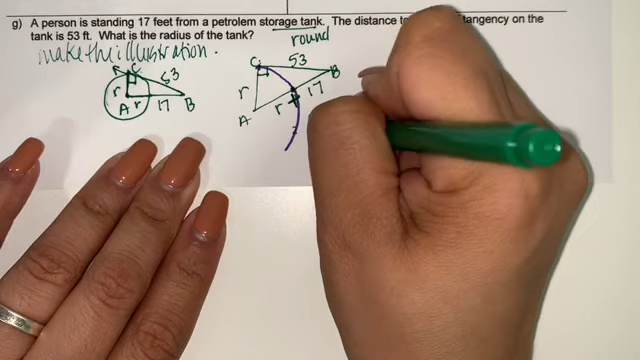 g) A person is standing 17 feet from a petrolem storage tank. The distance tangency on the
tank is 53 ft. What is the radius of the tank?
round
make the illustration.
C 53 r A r 17 B
C 53 B r 17 r A